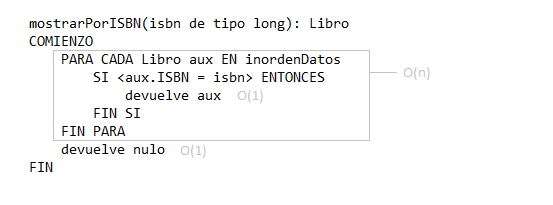 mostrarPorISBN(isbn de tipo long): Libro
COMIENZO
PARA CADA Libro aux EN inordenDatos
SI <aux.ISBN = isbn> ENTONCES O(n)
devuelve aux O(1)
FIN SI
FIN PARA
devuelve nulo O(1)
FIN